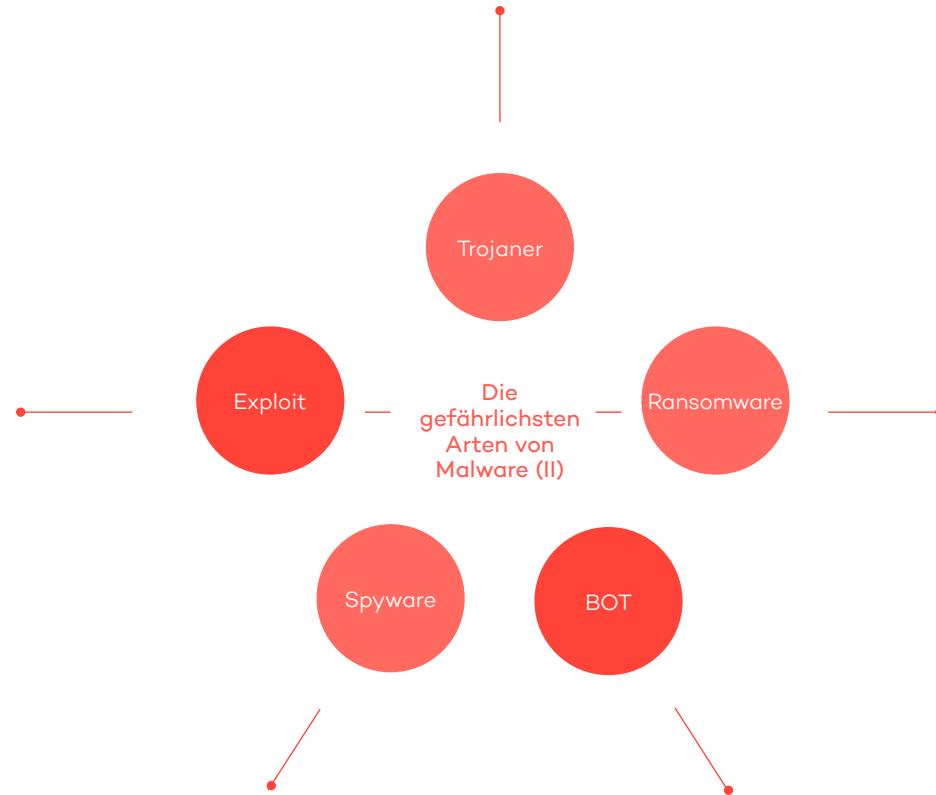 Trojaner
Exploit
Die
gefährlichsten
Arten von
Malware (II)
Ransomware
Spyware
BOT